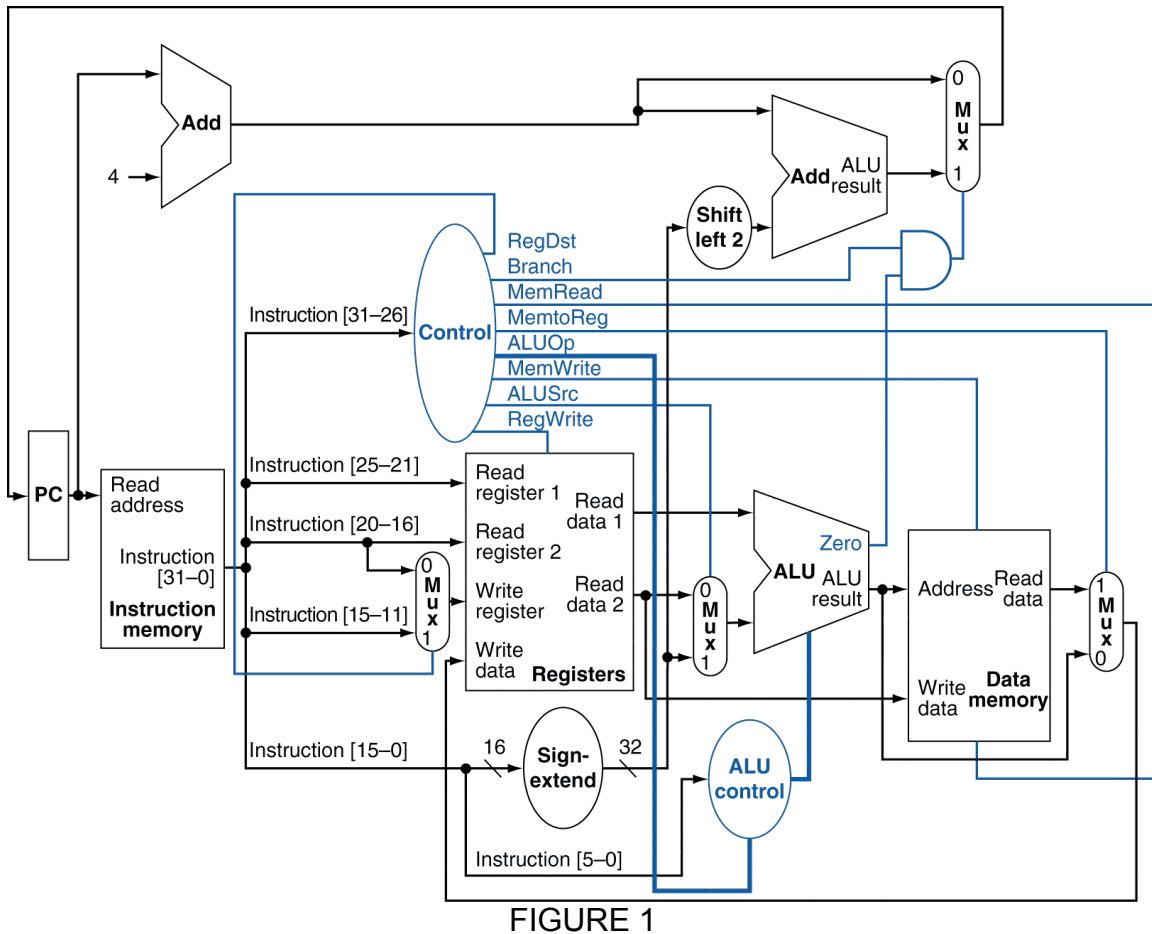 Add
4
0
M
u
x
1
Add
ALU
result
Shift
left 2
RegDst
Branch
MemRead
MemtoReg
ALUOp
MemWrite
ALUSrc
RegWrite
Control
Instruction [31–26]
Instruction [25–21]
Instruction [20–16]
Instruction [15–11]
Instruction [15–0]
PC
Read
address
Instruction
[31–0]
Instruction
memory
0
M
u
x
1
Read
register 1
Read
register 2
Write
register
Write
data
Read
data 1
Read
data 2
Registers
0
M
u
x
1
Zero
ALU
ALU
result
Address
Read
data
Write
data
Data
memory
1
M
u
x
0
16
Sign-
extend
32
ALU
control
Instruction [5–0]
FIGURE 1